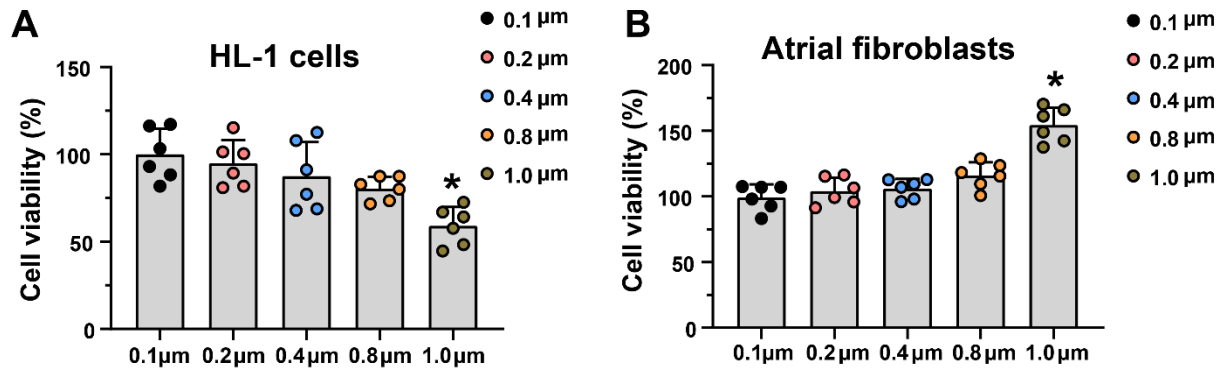 A
HL-1 cells
0.1 µm
0.2 µm
0.4 µm
0.8 µm
1.0 µm
Cell viability (%)
150
100
50
0
*
0.1µm 0.2µm 0.4µm 0.8µm 1.0µm
B
Atrial fibroblasts
0.1 µm
0.2 µm
0.4 µm
0.8 µm
1.0 µm
Cell viability (%)
200
150
100
50
0
*
0.1µm 0.2µm 0.4µm 0.8µm 1.0µm